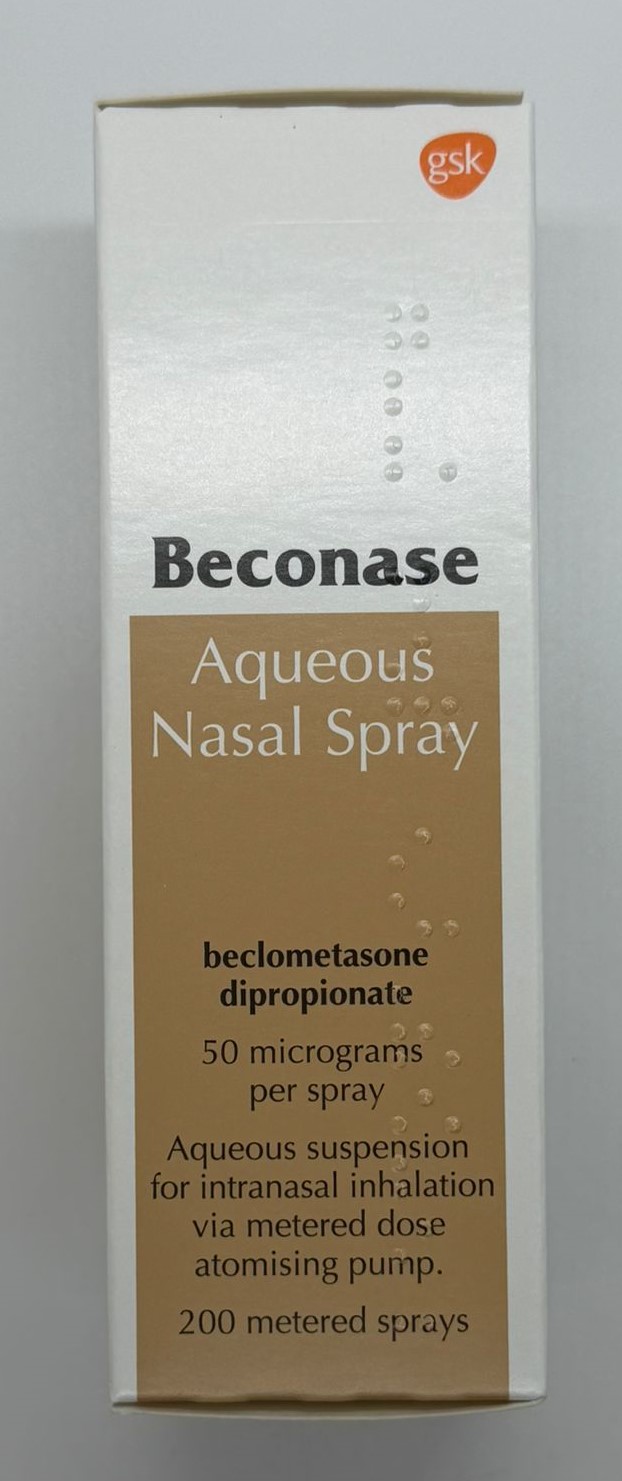 gsk
Beconase
Aqueous
Nasal Spray
beclometasone
dipropionate
50 micrograms
per spray
Aqueous suspension
for intranasal inhalation
via metered dose
atomising pump.
200 metered sprays